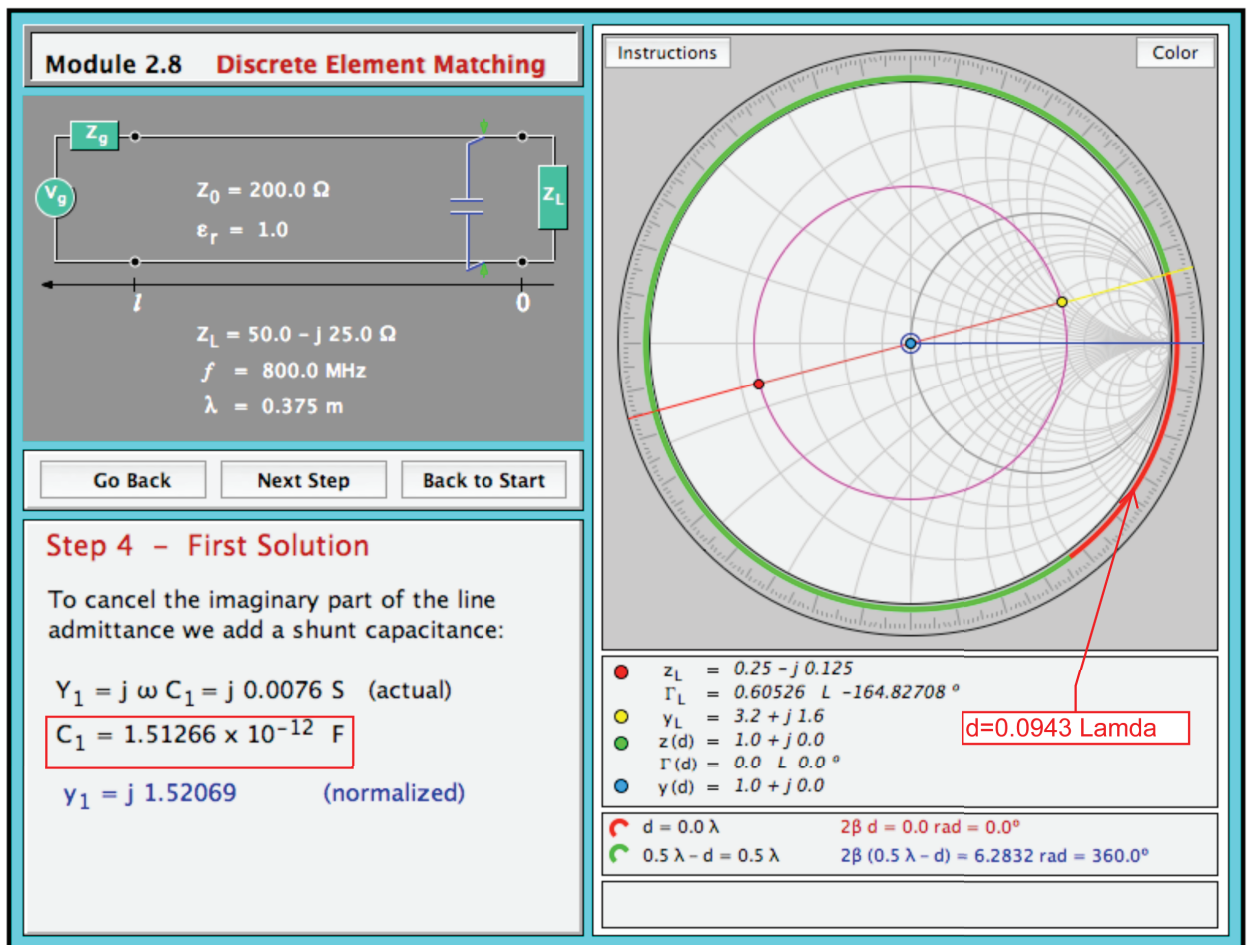 Module 2.8 Discrete Element Matching
Zg
Vg
Z0 = 200.0 Ω
εr = 1.0
ZL
l
0
ZL = 50.0 – j 25.0 Ω
f = 800.0 MHz
λ = 0.375 m
Go Back
Next Step
Back to Start
Step 4 – First Solution
To cancel the imaginary part of the line
admittance we add a shunt capacitance:
Y1 = j ω C1 = j 0.0076 S (actual)
C1 = 1.51266 x 10⁻¹² F
y1 = j 1.52069 (normalized)
Instructions
Color
zL = 0.25 – j 0.125
ΓL = 0.60526 L –164.82708 º
yL = 3.2 + j 1.6
z(d) = 1.0 + j 0.0
Γ(d) – 0.0 L 0.0 º
y(d) = 1.0 + j 0.0
d=0.0943 Lamda
d = 0.0 λ 2β d = 0.0 rad = 0.0º
0.5 λ – d = 0.5 λ 2β (0.5 λ – d) = 6.2832 rad = 360.0º